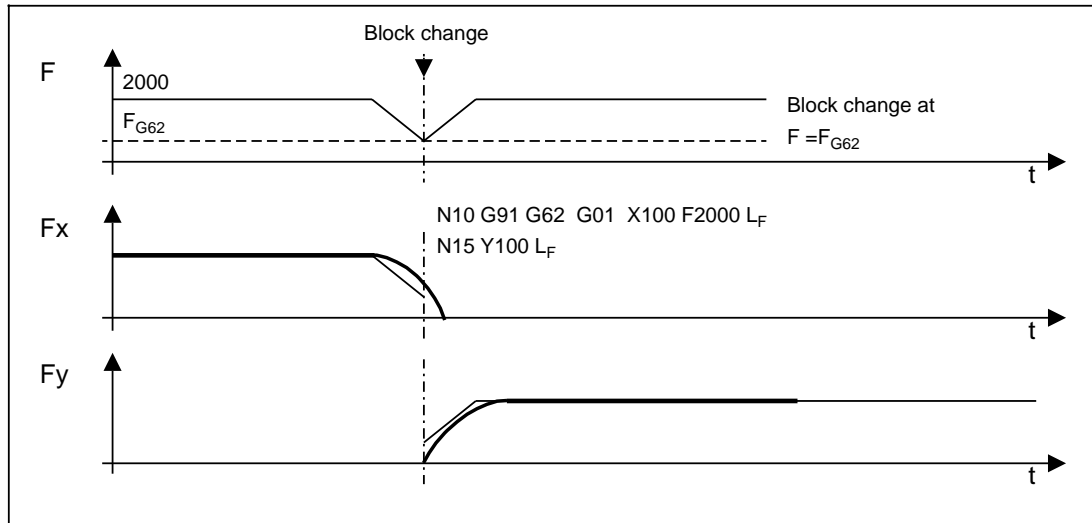 Block change
F
2000
F_G62
Block change at
F =F_G62
t
Fx
N10 G91 G62 G01 X100 F2000 L_F
N15 Y100 L_F
t
Fy
t